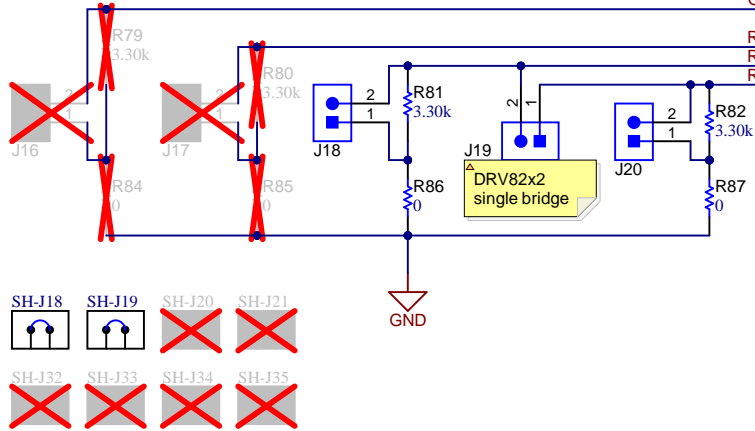 R79
3.30k
R80
3.30k
R
R
R
2
1
J16
2
1
J17
2
1
J18
R81
3.30k
2
1
J19
2
1
J20
R82
3.30k
DRV82x2
single bridge
R84
0
R85
0
R86
0
R87
0
GND
SH-J18
SH-J19
SH-J20
SH-J21
SH-J32
SH-J33
SH-J34
SH-J35